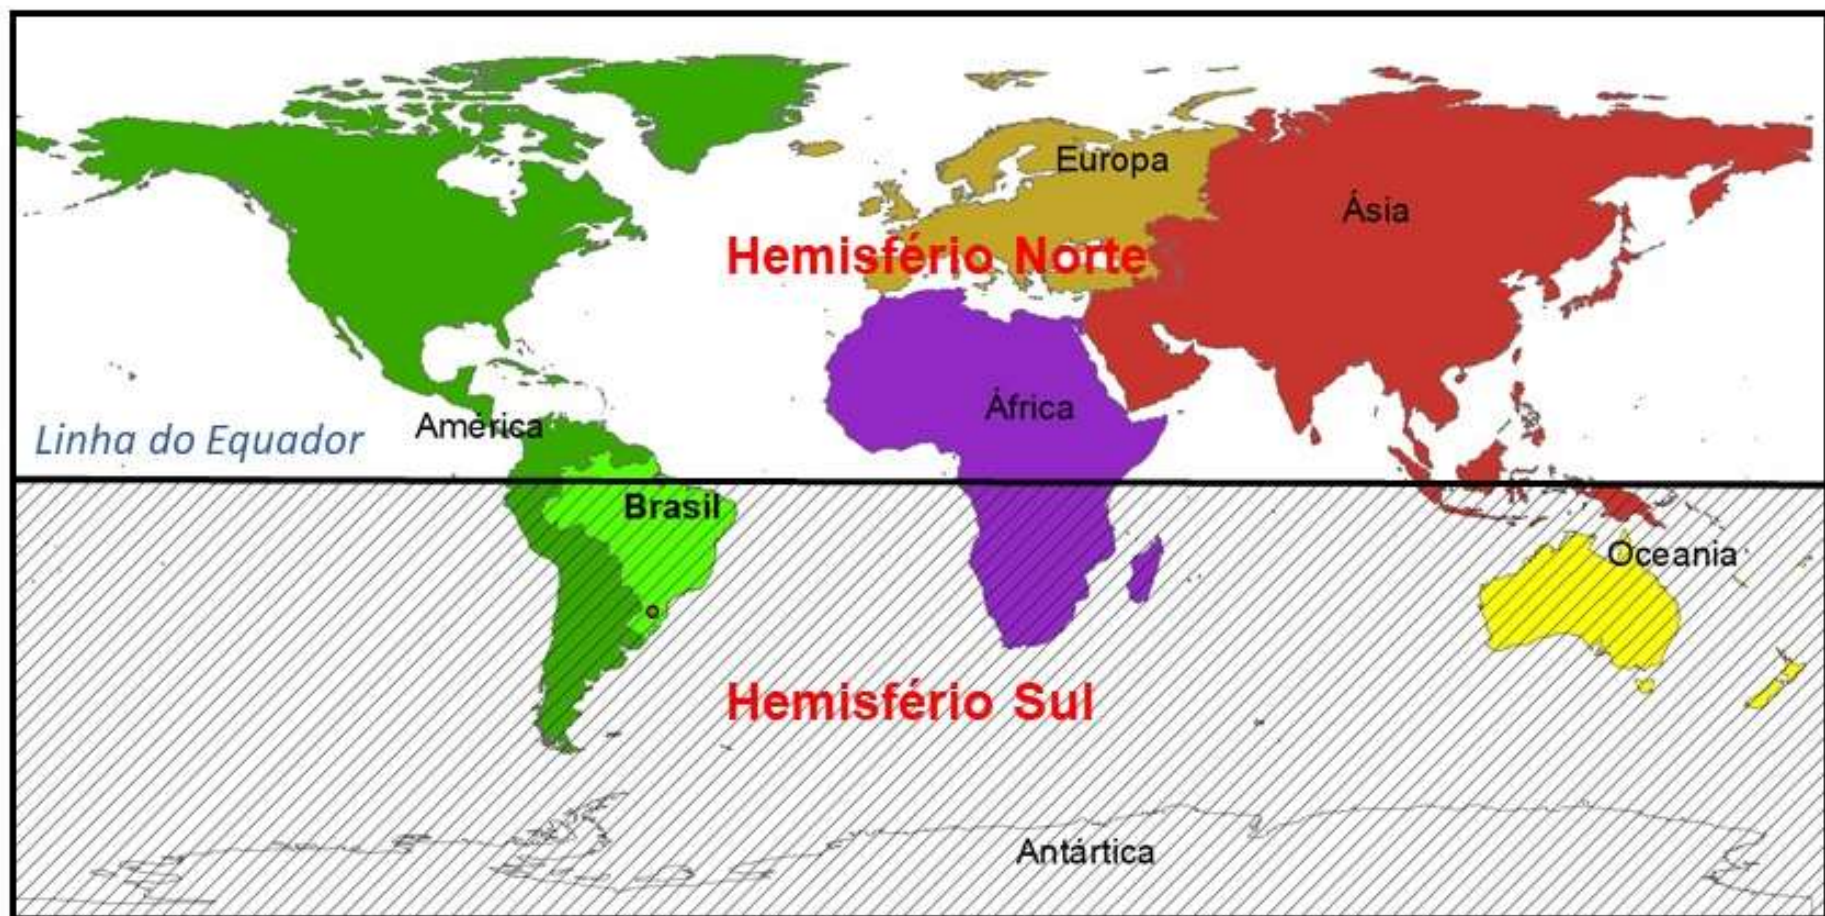 Europa
Ásia
Hemisfério Norte
África
América
Linha do Equador
Brasil
Oceania
Hemisfério Sul
Antártica